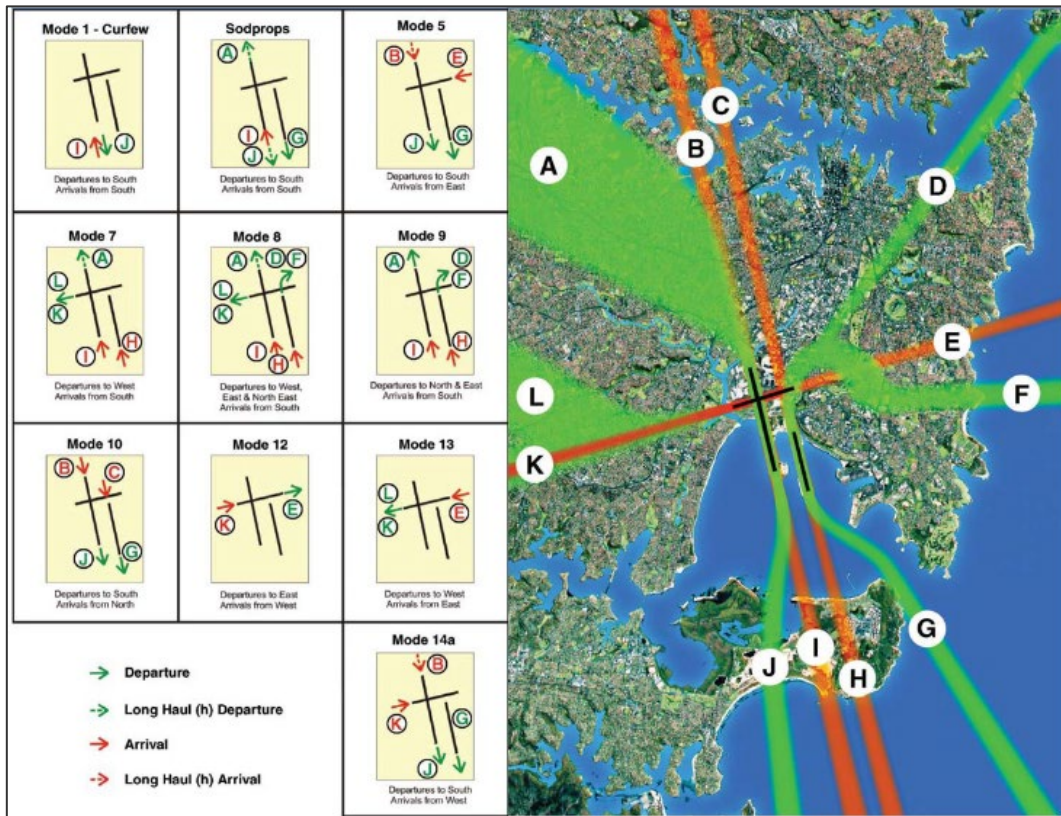 Mode 1 - Curfew
I
J
Departures to South
Arrivals from South
Sodprops
A
I
J
G
Departures to South
Arrivals from South
Mode 5
B
E
J
G
Departures to South
Arrivals from East
Mode 7
A
L
K
I
H
Departures to West
Arrivals from South
Mode 8
A
D
F
L
K
I
H
Departures to West,
East & North East
Arrivals from South
Mode 9
A
D
F
I
H
Departures to North & East
Arrivals from South
Mode 10
B
C
J
G
Departures to South
Arrivals from North
Mode 12
K
E
Departures to East
Arrivals from West
Mode 13
L
K
E
Departures to West
Arrivals from East
Mode 14a
B
K
G
J
Departures to South
Arrivals from West
Departure
Long Haul (h) Departure
Arrival
Long Haul (h) Arrival
A
B
C
D
E
F
L
K
G
I
J
H